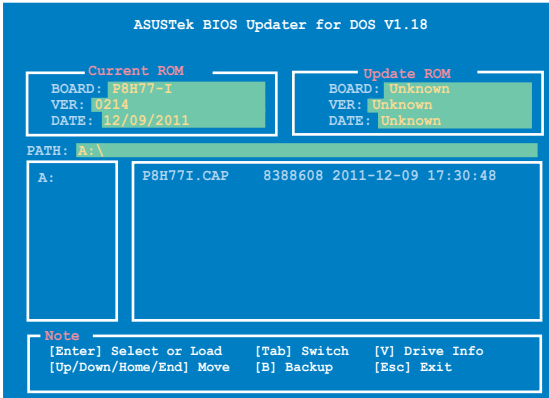 ASUSTek BIOS Updater for DOS V1.18
Current ROM
BOARD: P8H77-I
VER: 0214
DATE: 12/09/2011
Update ROM
BOARD: Unknown
VER: Unknown
DATE: Unknown
PATH: A:\
A:
P8H77I.CAP 8388608 2011-12-09 17:30:48
Note
[Enter] Select or Load [Tab] Switch [V] Drive Info
[Up/Down/Home/End] Move [B] Backup [Esc] Exit